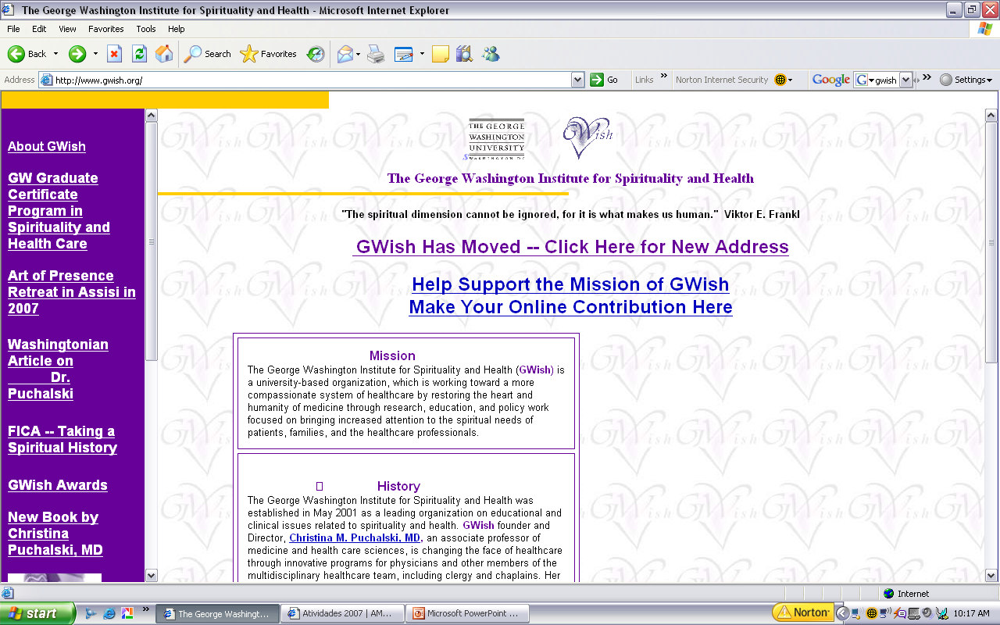 The George Washington Institute for Spirituality and Health - Microsoft Internet Explorer
File Edit View Favorites Tools Help
Back Search Favorites
Address http://www.gwish.org/ Go Links » Norton Internet Security Google G gwish » Settings
About GWish
GW Graduate
Certificate
Program in
Spirituality and
Health Care
Art of Presence
Retreat in Assisi in
2007
Washingtonian
Article on
Dr.
Puchalski
FICA -- Taking a
Spiritual History
GWish Awards
New Book by
Christina
Puchalski, MD
THE GEORGE
WASHINGTON
UNIVERSITY
WASHINGTON DC
GWish
The George Washington Institute for Spirituality and Health
"The spiritual dimension cannot be ignored, for it is what makes us human." Viktor E. Frankl
GWish Has Moved -- Click Here for New Address
Help Support the Mission of GWish
Make Your Online Contribution Here
Mission
The George Washington Institute for Spirituality and Health (GWish) is
a university-based organization, which is working toward a more
compassionate system of healthcare by restoring the heart and
humanity of medicine through research, education, and policy work
focused on bringing increased attention to the spiritual needs of
patients, families, and the healthcare professionals.
History
The George Washington Institute for Spirituality and Health was
established in May 2001 as a leading organization on educational and
clinical issues related to spirituality and health. GWish founder and
Director, Christina M. Puchalski, MD, an associate professor of
medicine and health care sciences, is changing the face of healthcare
through innovative programs for physicians and other members of the
multidisciplinary healthcare team, including clergy and chaplains. Her
Internet
start » The George Washingt... Atividades 2007 | AM... Microsoft PowerPoint ... Norton 10:17 AM